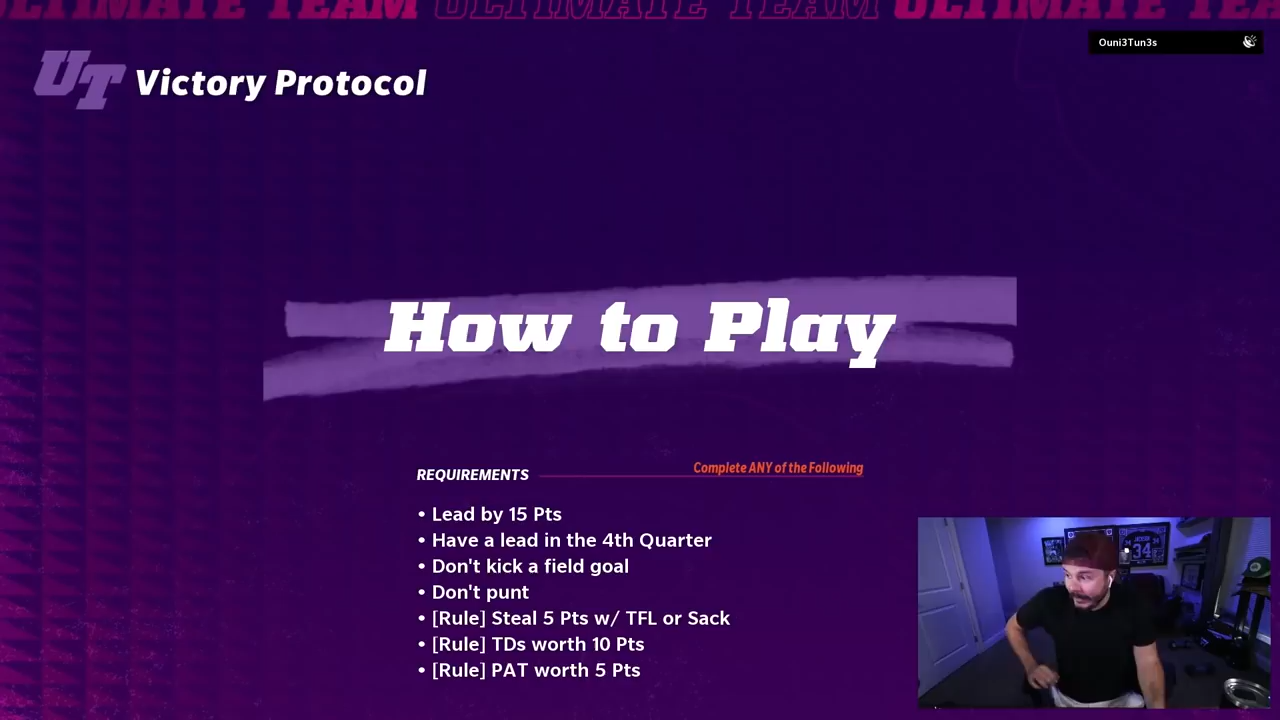 ULTIMATE TEAM ULTIMATE TEAM ULTIMATE TEA
Ouni3Tun3s
UT Victory Protocol
How to Play
REQUIREMENTS Complete ANY of the Following
• Lead by 15 Pts
• Have a lead in the 4th Quarter
• Don't kick a field goal
• Don't punt
• [Rule] Steal 5 Pts w/ TFL or Sack
• [Rule] TDs worth 10 Pts
• [Rule] PAT worth 5 Pts
34